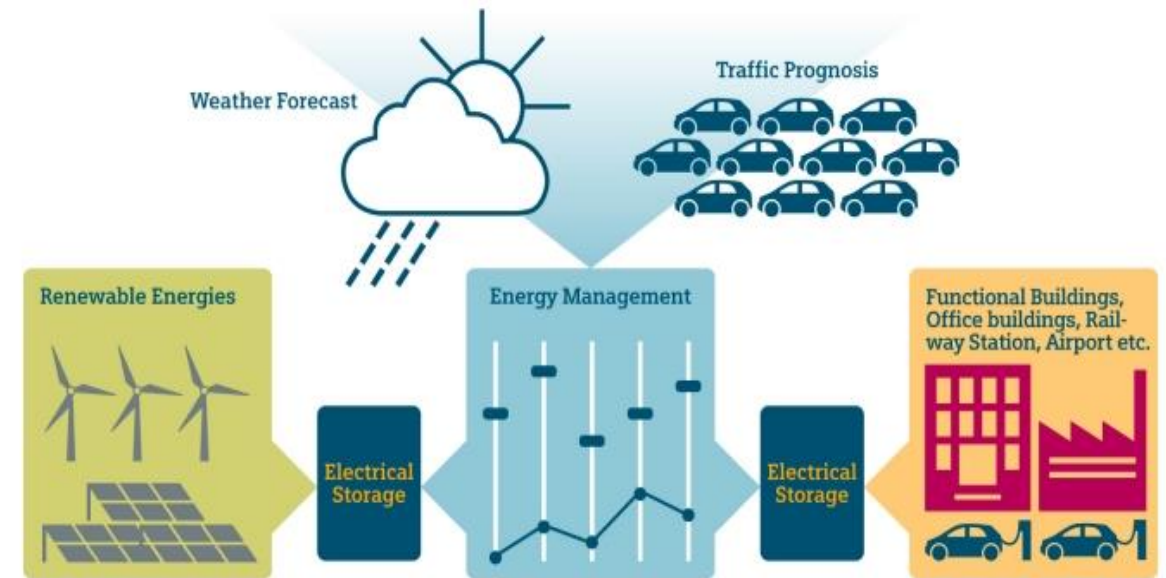 Weather Forecast
Traffic Prognosis
Renewable Energies
Energy Management
Functional Buildings,
Office buildings, Rail-
way Station, Airport etc.
Electrical
Storage
Electrical
Storage